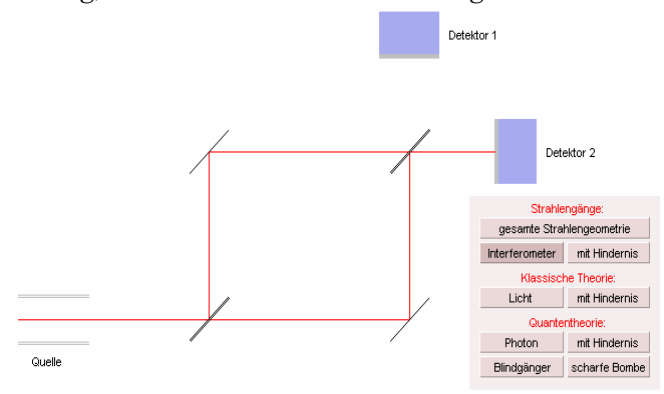 Detektor 1
Detektor 2
Strahlengänge:
gesamte Strahlengeometrie
Interferometer mit Hindernis
Klassische Theorie:
Licht mit Hindernis
Quantentheorie:
Photon mit Hindernis
Blindgänger scharfe Bombe
Quelle